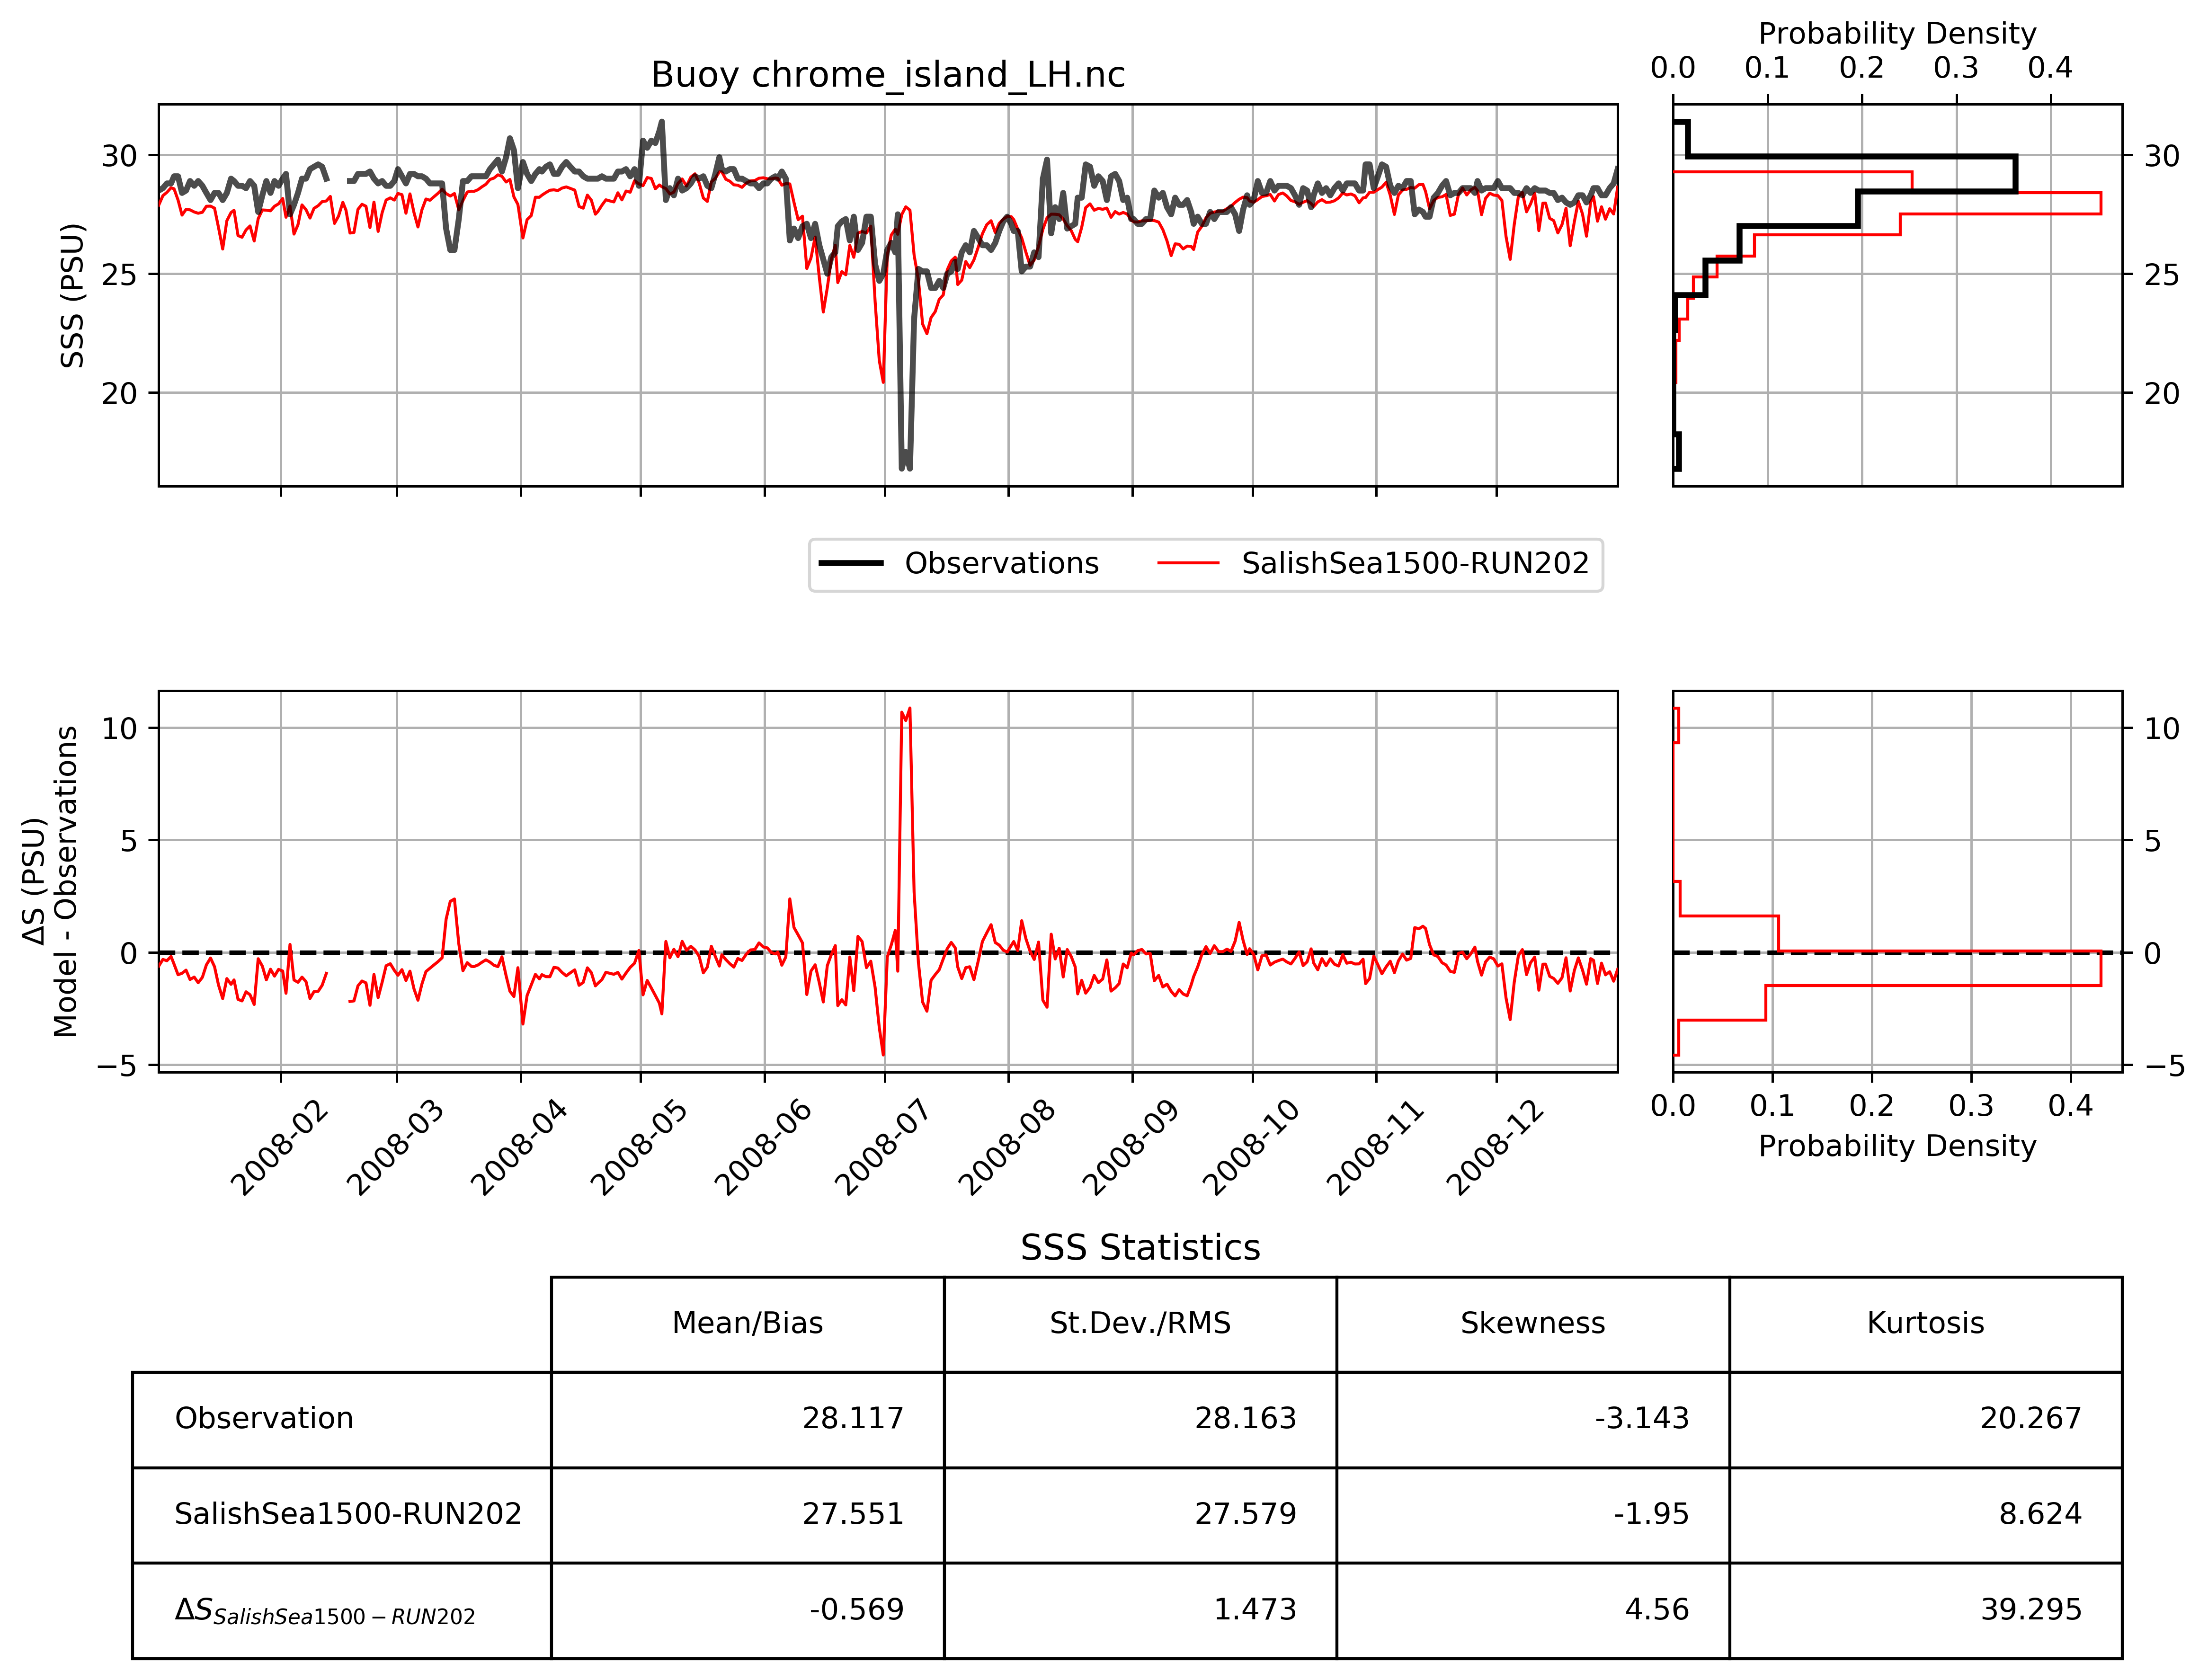 Probability Density
0.0 0.1 0.2 0.3 0.4
Buoy chrome_island_LH.nc
30
25
20
SSS (PSU)
30
25
20
Observations
SalishSea1500-RUN202
10
5
0
−5
ΔS (PSU)
Model - Observations
10
5
0
−5
2008-02 2008-03 2008-04 2008-05 2008-06 2008-07 2008-08 2008-09 2008-10 2008-11 2008-12
0.0 0.1 0.2 0.3 0.4
Probability Density
SSS Statistics
Mean/Bias St.Dev./RMS Skewness Kurtosis
Observation 28.117 28.163 -3.143 20.267
SalishSea1500-RUN202 27.551 27.579 -1.95 8.624
ΔS SalishSea1500−RUN202 -0.569 1.473 4.56 39.295